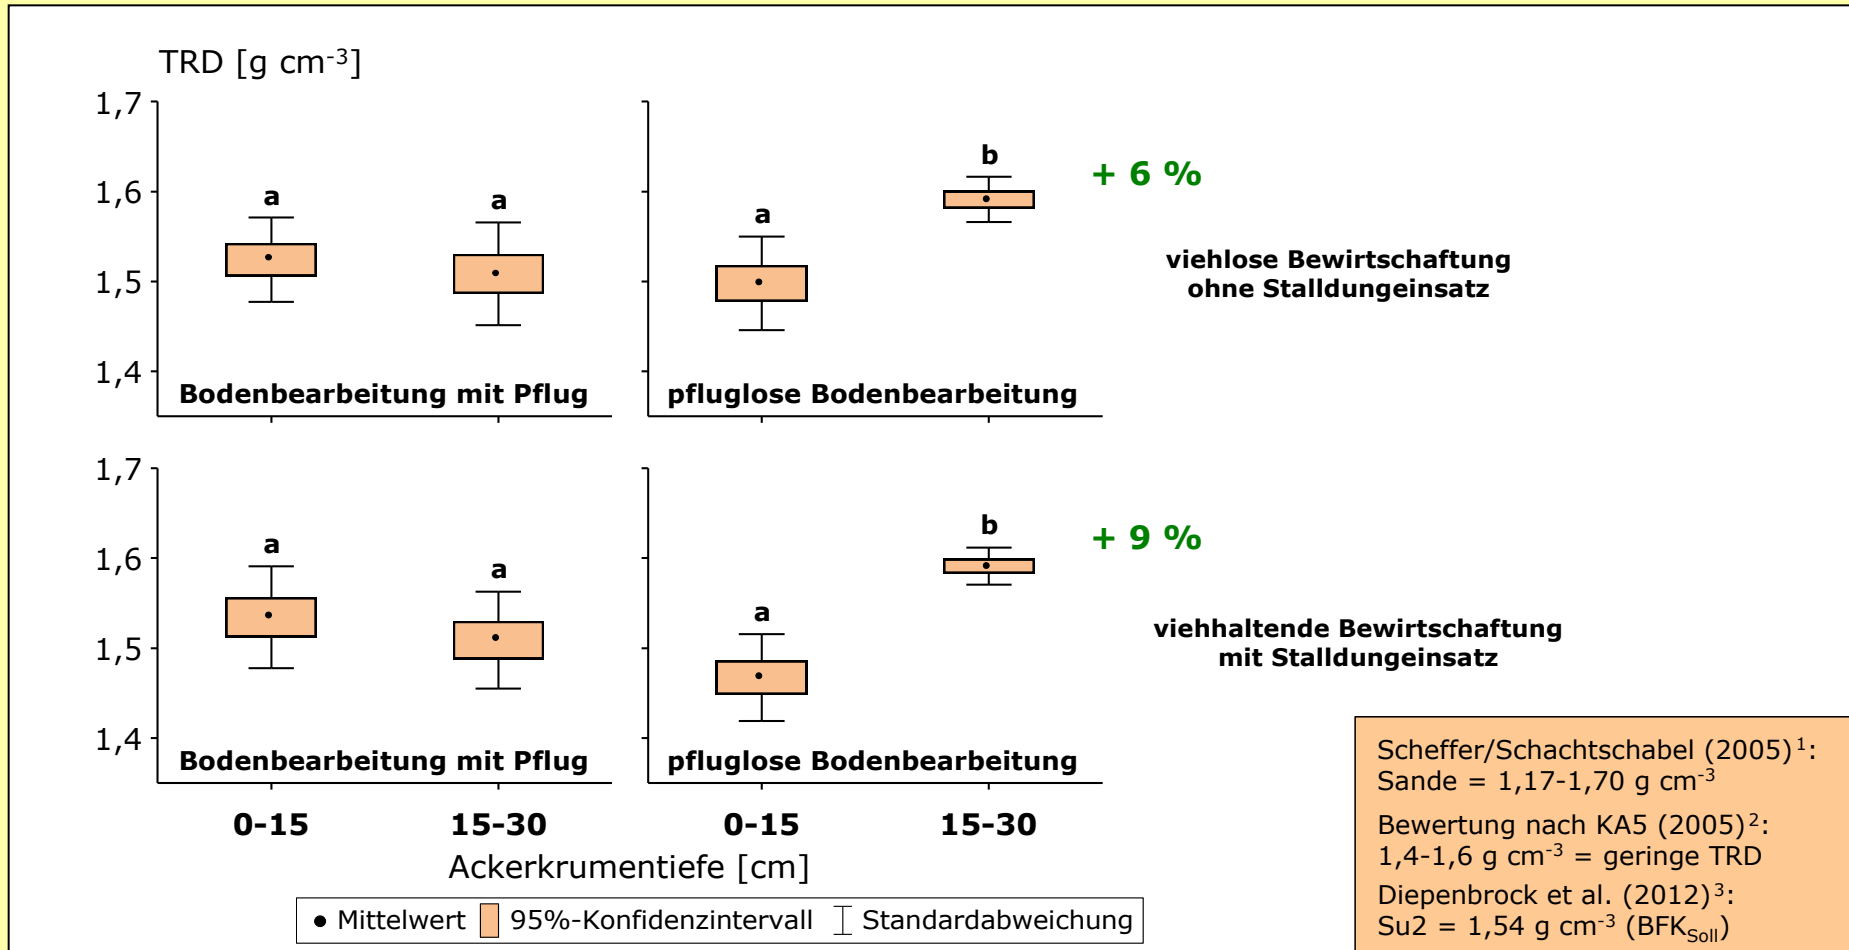 TRD [g cm-3]
1,7
1,6
1,5
1,4
a
a
Bodenbearbeitung mit Pflug
a
b
pfluglose Bodenbearbeitung
+ 6 %
viehlose Bewirtschaftung
ohne Stalldungeinsatz
1,7
1,6
1,5
1,4
a
a
Bodenbearbeitung mit Pflug
a
b
pfluglose Bodenbearbeitung
+ 9 %
viehhaltende Bewirtschaftung
mit Stalldungeinsatz
0-15 15-30 0-15 15-30
Ackerkrumentiefe [cm]
Mittelwert 95%-Konfidenzintervall Standardabweichung
Scheffer/Schachtschabel (2005)1:
Sande = 1,17-1,70 g cm-3
Bewertung nach KA5 (2005)2:
1,4-1,6 g cm-3 = geringe TRD
Diepenbrock et al. (2012)3:
Su2 = 1,54 g cm-3 (BFKSoll)